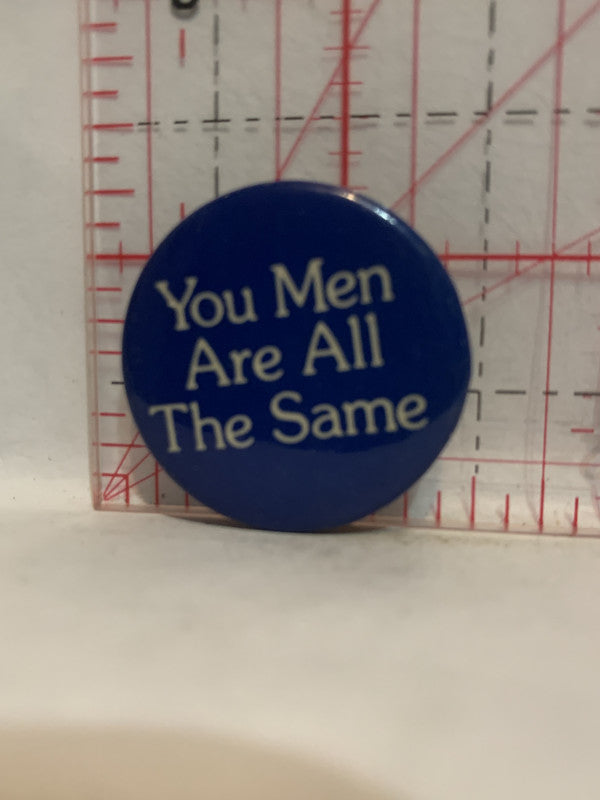 You Men
Are All
The Same